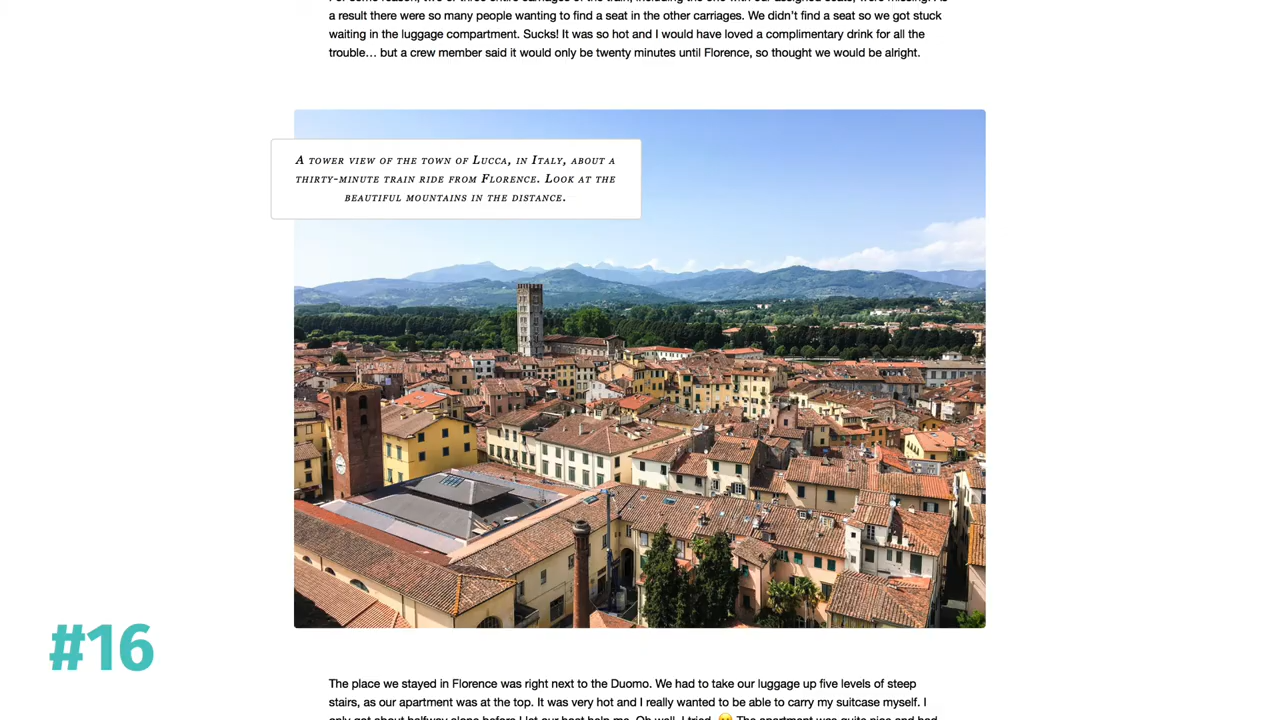 a result there were so many people wanting to find a seat in the other carriages. We didn’t find a seat so we got stuck
waiting in the luggage compartment. Sucks! It was so hot and I would have loved a complimentary drink for all the
trouble… but a crew member said it would only be twenty minutes until Florence, so thought we would be alright.
A tower view of the town of Lucca, in Italy, about a
thirty-minute train ride from Florence. Look at the
beautiful mountains in the distance.
#16
The place we stayed in Florence was right next to the Duomo. We had to take our luggage up five levels of steep
stairs, as our apartment was at the top. It was very hot and I really wanted to be able to carry my suitcase myself. I